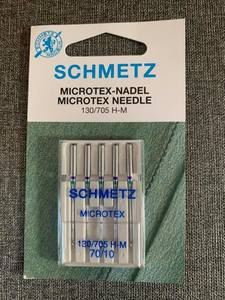 SCHMETZ
MICROTEX-NADEL
MICROTEX NEEDLE
130/705 H-M
SCHMETZ
MICROTEX
130/705 H-M
70/10